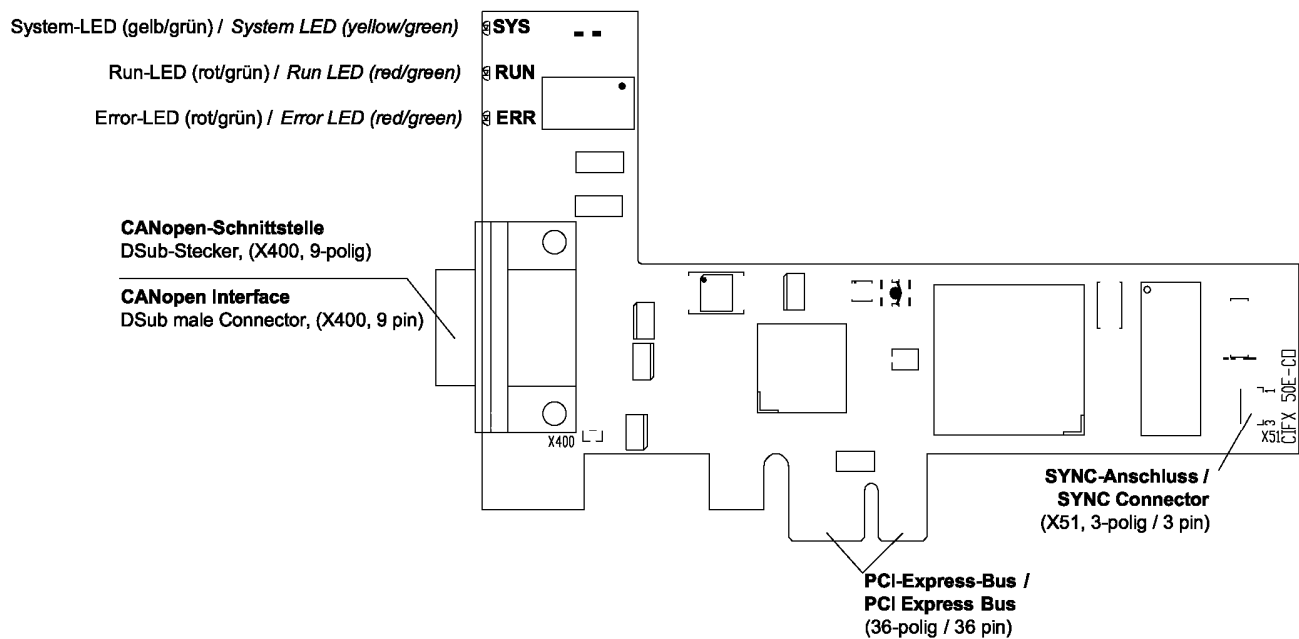 System-LED (gelb/grün) / System LED (yellow/green)
SYS
Run-LED (rot/grün) / Run LED (red/green)
RUN
Error-LED (rot/grün) / Error LED (red/green)
ERR
CANopen-Schnittstelle
DSub-Stecker, (X400, 9-polig)
CANopen Interface
DSub male Connector, (X400, 9 pin)
X400
1
3
X51
CIFX 50E-CO
SYNC-Anschluss /
SYNC Connector
(X51, 3-polig / 3 pin)
PCI-Express-Bus /
PCI Express Bus
(36-polig / 36 pin)